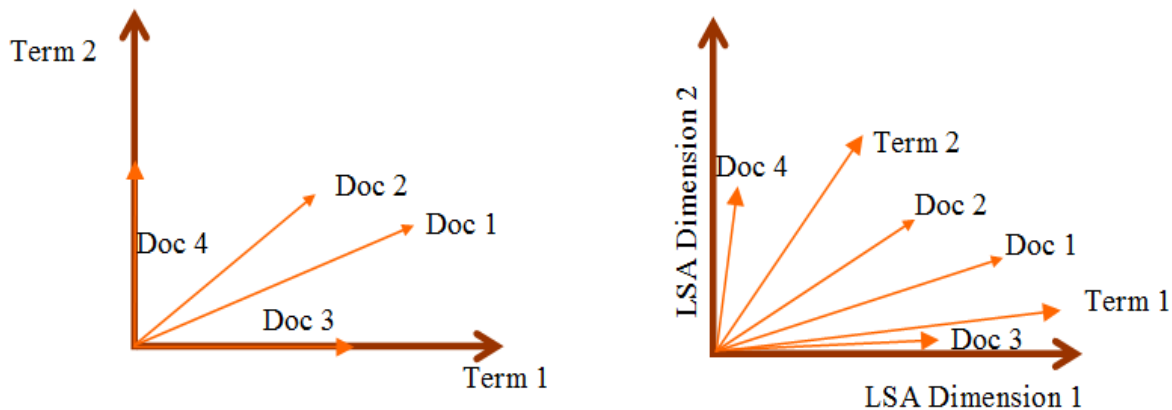 Term 2
Doc 2
Doc 1
Doc 4
Doc 3
Term 1
LSA Dimension 2
Term 2
Doc 4
Doc 2
Doc 1
Term 1
Doc 3
LSA Dimension 1